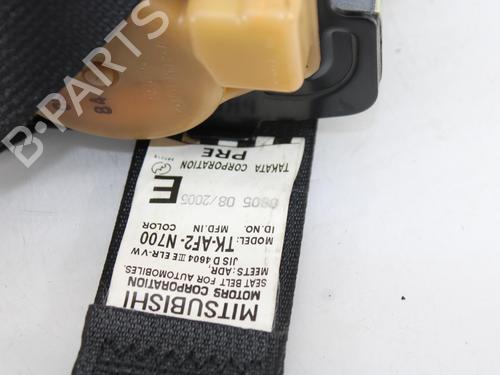 MITSUBISHI
MOTORS CORPORATION
SEAT BELT FOR AUTOMOBILES.
MEETS: ADR,
JIS D 4604 III E ELR-VW
MODEL: TK-AF2-N700
ID.NO. MFD.IN COLOR
0805 08/2005
E
TAKATA CORPORATION
PRE
B-PARTS